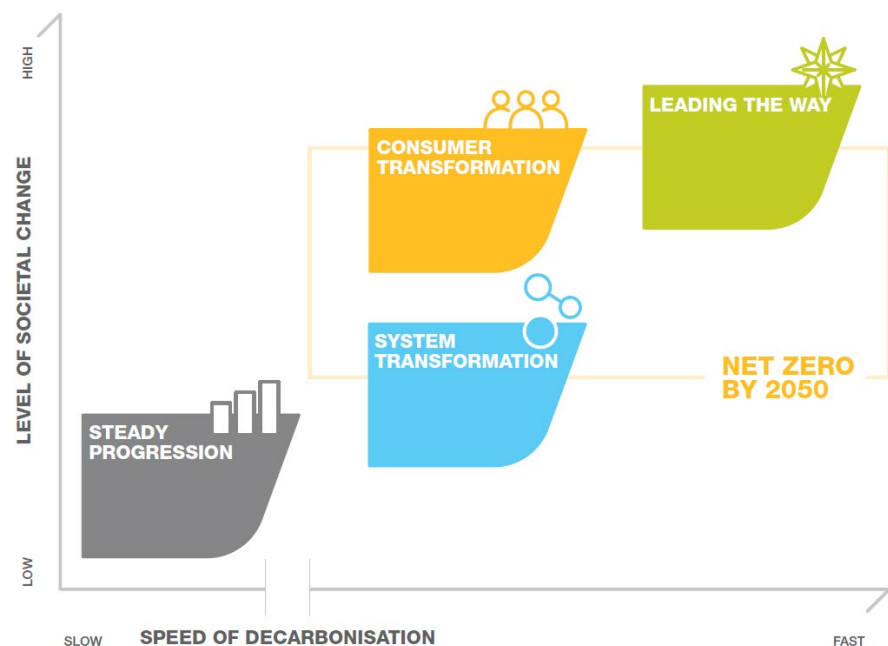 HIGH
LEADING THE WAY
CONSUMER
TRANSFORMATION
LEVEL OF SOCIETAL CHANGE
SYSTEM
TRANSFORMATION
NET ZERO
BY 2050
STEADY
PROGRESSION
LOW
SLOW
SPEED OF DECARBONISATION
FAST